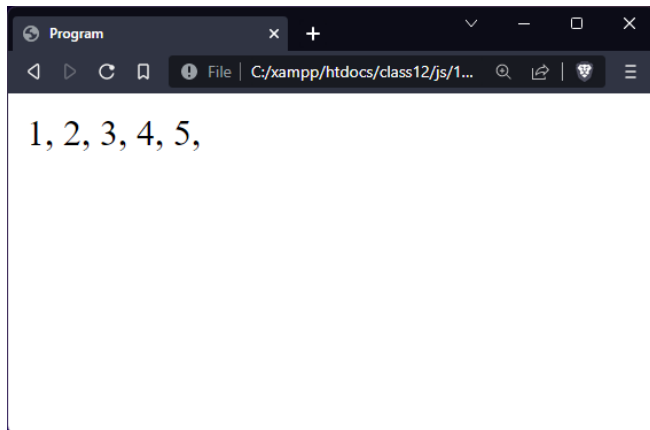 Program
File C:/xampp/htdocs/class12/js/1...
1, 2, 3, 4, 5,